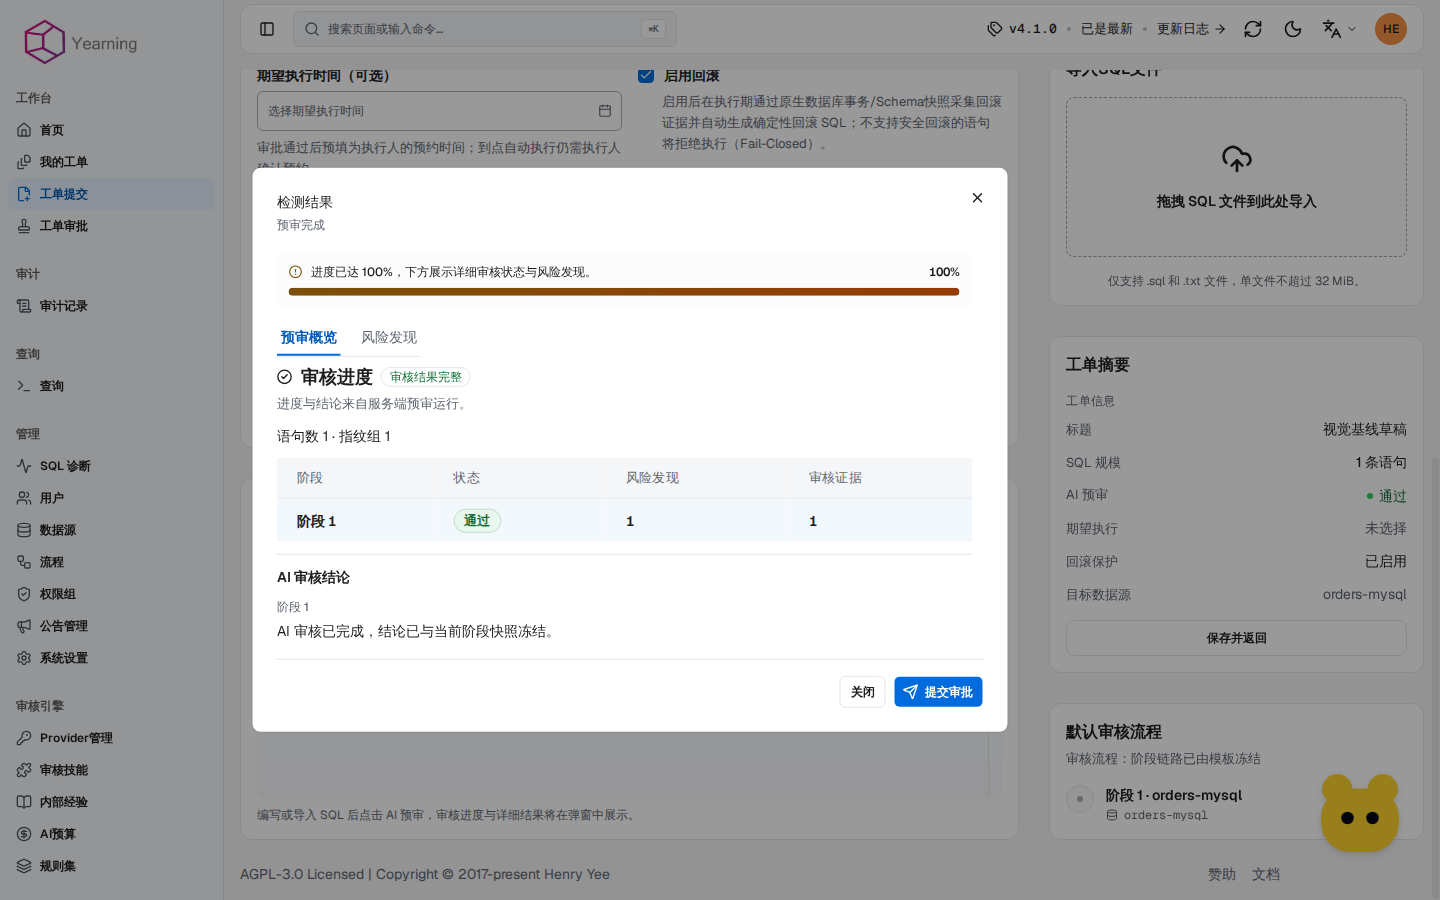 Yearning
搜索页面或输入命令...
⌘K
v4.1.0
已是最新
更新日志
HE
工作台
首页
我的工单
工单提交
工单审批
审计
审计记录
查询
查询
管理
SQL 诊断
用户
数据源
流程
权限组
公告管理
系统设置
审核引擎
Provider管理
审核技能
内部经验
AI预算
规则集
期望执行时间（可选）
选择期望执行时间
审批通过后预填为执行人的预约时间；到点自动执行仍需执行人
启用回滚
启用后在执行期通过原生数据库事务/Schema快照采集回滚
证据并自动生成确定性回滚 SQL；不支持安全回滚的语句
将拒绝执行（Fail-Closed）。
检测结果
预审完成
进度已达 100%，下方展示详细审核状态与风险发现。
100%
预审概览
风险发现
审核进度
审核结果完整
进度与结论来自服务端预审运行。
语句数 1 · 指纹组 1
阶段 状态 风险发现 审核证据
阶段 1 通过 1 1
AI 审核结论
阶段 1
AI 审核已完成，结论已与当前阶段快照冻结。
关闭
提交审批
编写或导入 SQL 后点击 AI 预审，审核进度与详细结果将在弹窗中展示。
导入SQL文件
拖拽 SQL 文件到此处导入
仅支持 .sql 和 .txt 文件，单文件不超过 32 MiB。
工单摘要
工单信息
标题 视觉基线草稿
SQL 规模 1 条语句
AI 预审 通过
期望执行 未选择
回滚保护 已启用
目标数据源 orders-mysql
保存并返回
默认审核流程
审核流程：阶段链路已由模板冻结
阶段 1 · orders-mysql
orders-mysql
AGPL-3.0 Licensed | Copyright © 2017-present Henry Yee
赞助
文档